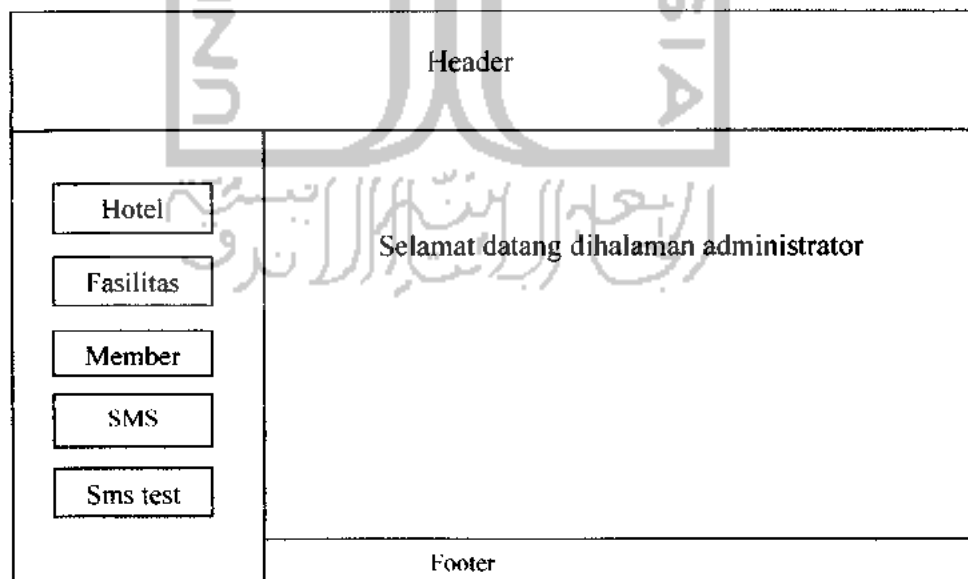 Header
Hotel
Fasilitas
Member
SMS
Sms test
Selamat datang dihalaman administrator
Footer